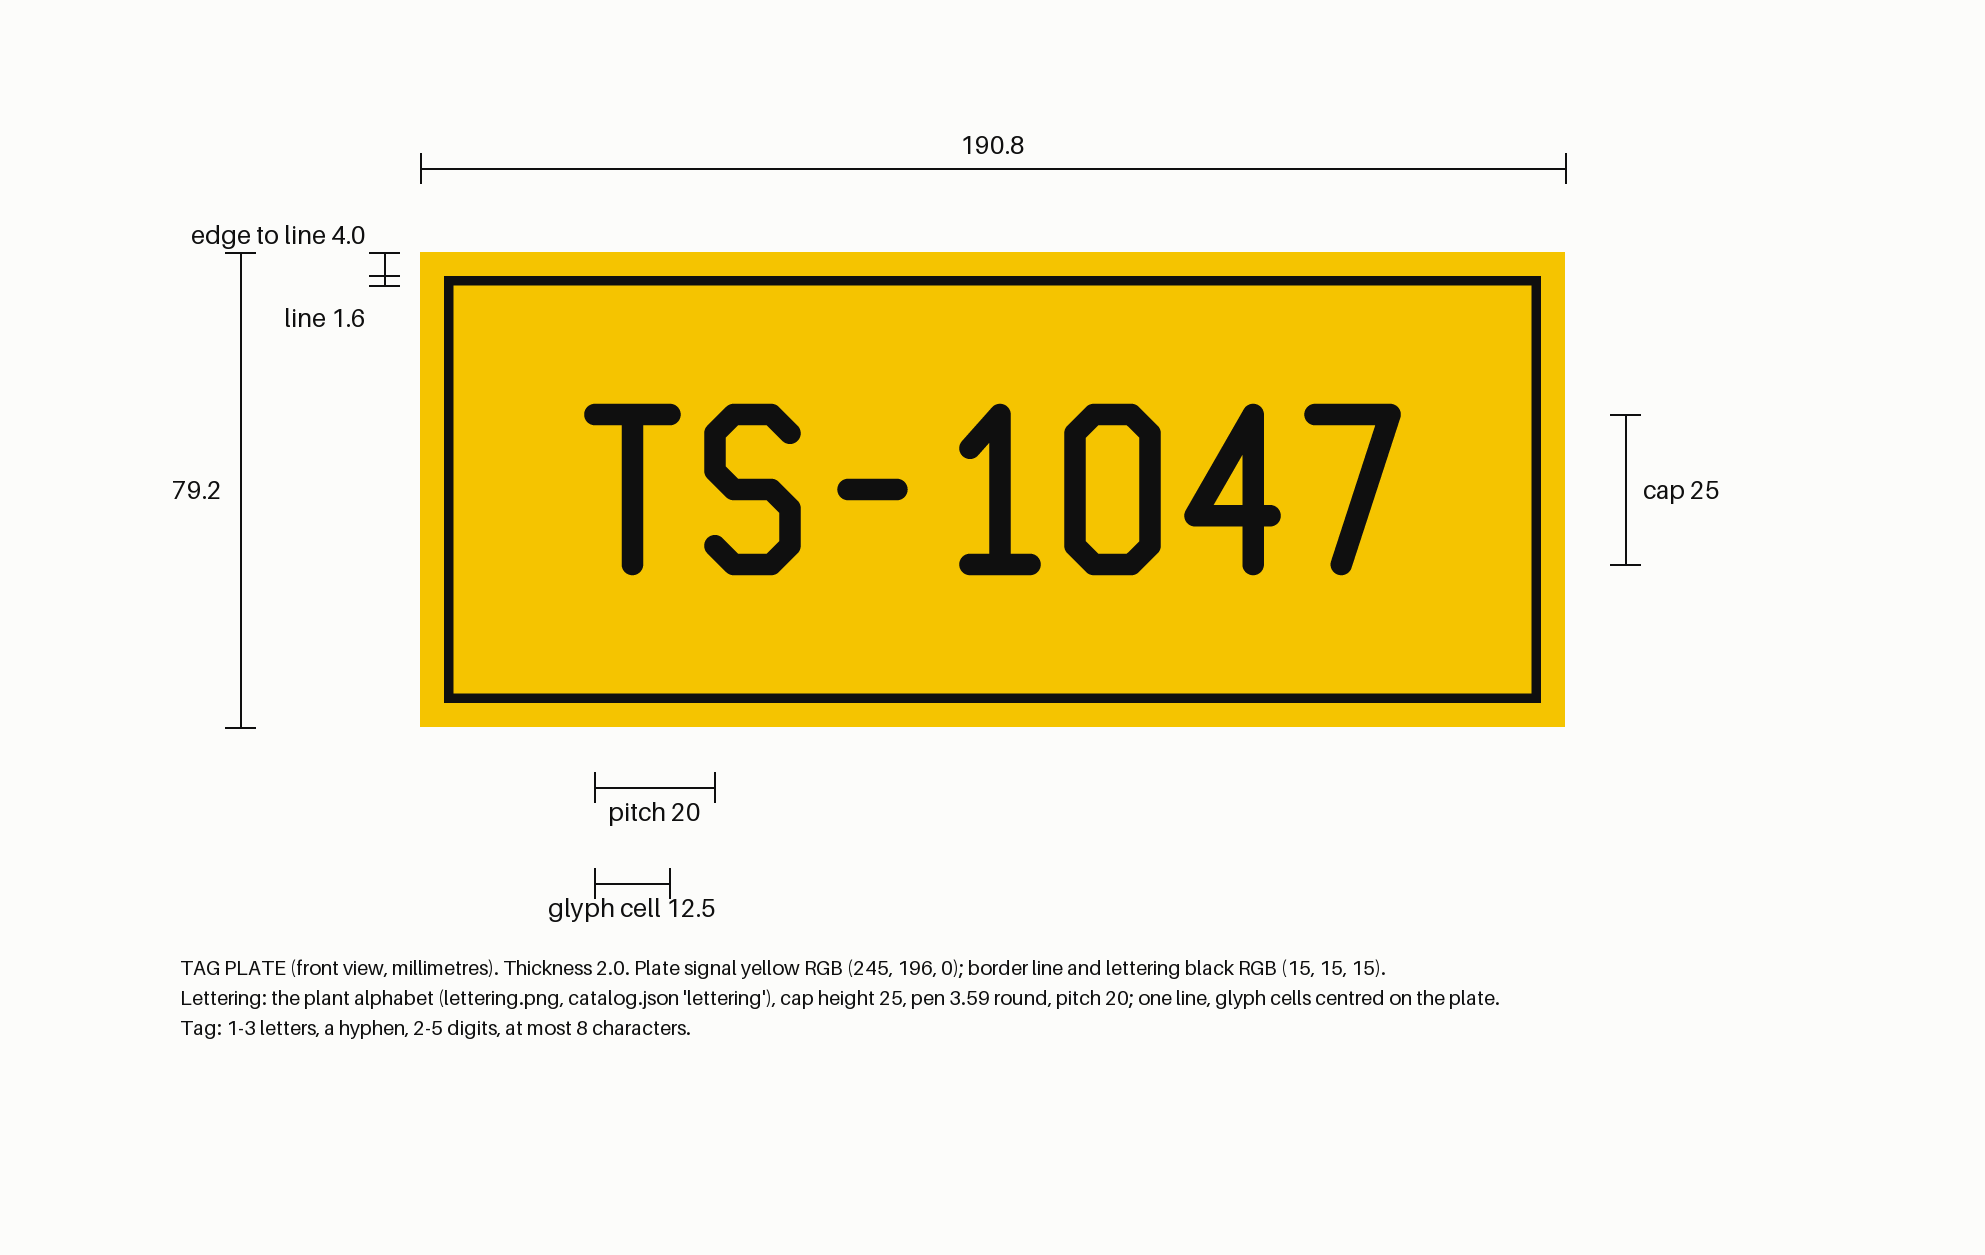 190.8
edge to line 4.0
line 1.6
79.2
TS-1047
cap 25
pitch 20
glyph cell 12.5
TAG PLATE (front view, millimetres). Thickness 2.0. Plate signal yellow RGB (245, 196, 0); border line and lettering black RGB (15, 15, 15).
Lettering: the plant alphabet (lettering.png, catalog.json 'lettering'), cap height 25, pen 3.59 round, pitch 20; one line, glyph cells centred on the plate.
Tag: 1-3 letters, a hyphen, 2-5 digits, at most 8 characters.